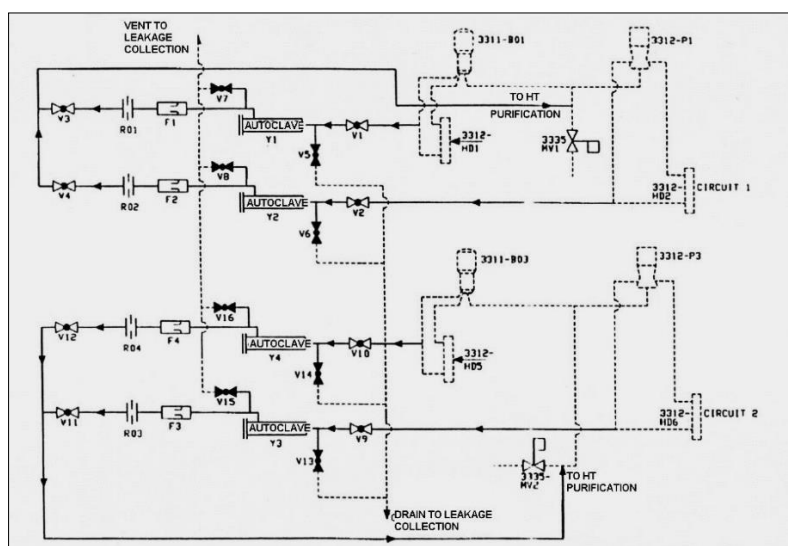 VENT TO
LEAKAGE
COLLECTION
3311-B01
3312-P1
V7
TO HT
PURIFICATION
V3
R01
F1
AUTOCLAVE
Y1
V1
V5
3312-
HD1
3335
MV1
V8
V4
R02
F2
AUTOCLAVE
Y2
V2
V6
3312-
HD2
CIRCUIT 1
3311-B03
3312-P3
V16
V12
R04
F4
AUTOCLAVE
Y4
V10
V14
3312-
HD5
V15
V11
R03
F3
AUTOCLAVE
Y3
V9
V13
3312-
HD6
CIRCUIT 2
3335-
MV2
TO HT
PURIFICATION
DRAIN TO LEAKAGE
COLLECTION